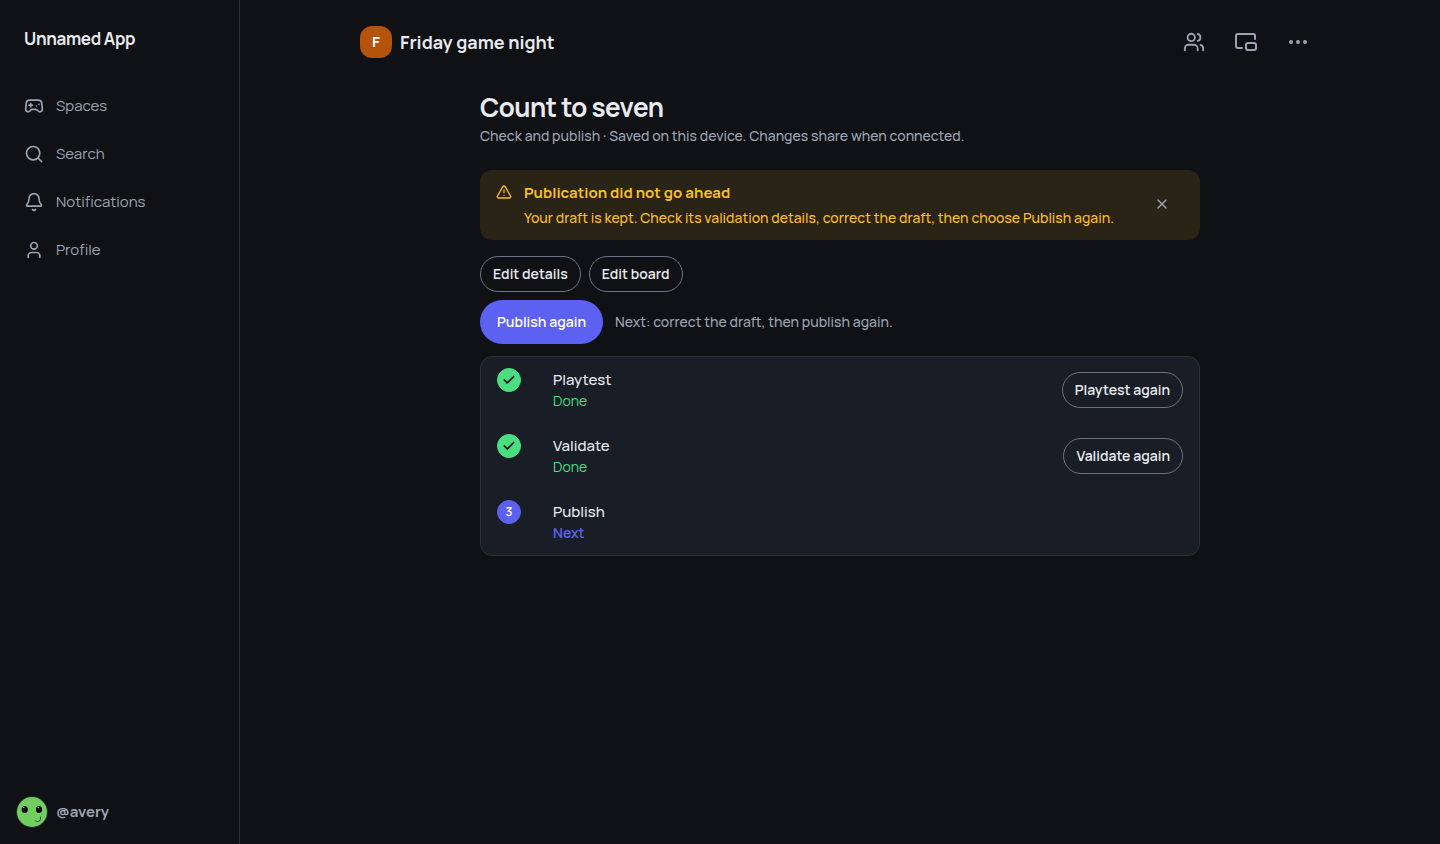 Unnamed App
Spaces
Search
Notifications
Profile
@avery
F Friday game night
Count to seven
Check and publish · Saved on this device. Changes share when connected.
Publication did not go ahead
Your draft is kept. Check its validation details, correct the draft, then choose Publish again.
Edit details Edit board
Publish again Next: correct the draft, then publish again.
Playtest
Done
Playtest again
Validate
Done
Validate again
3 Publish
Next